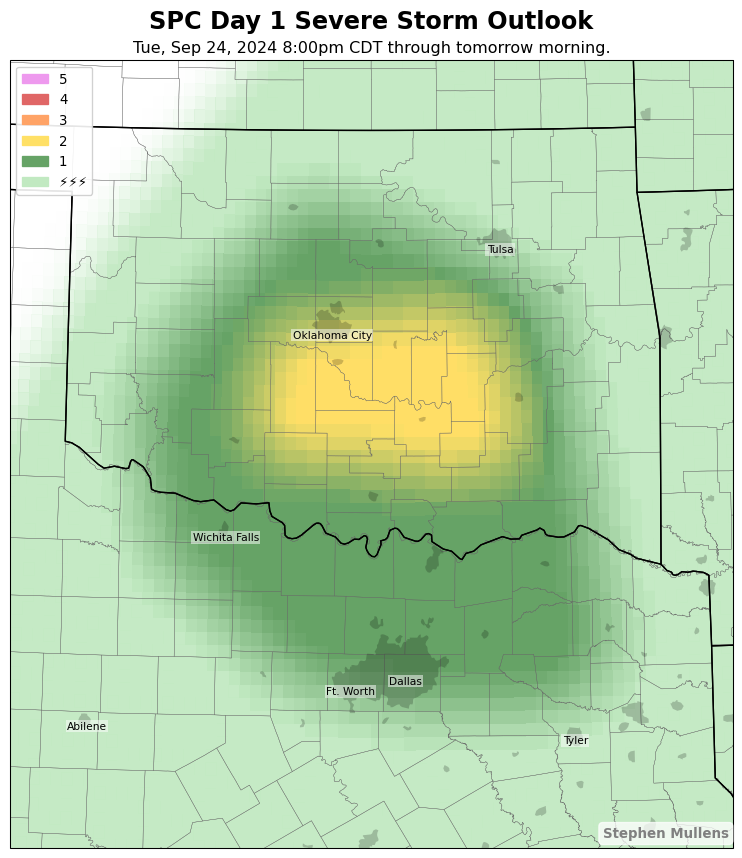 SPC Day 1 Severe Storm Outlook
Tue, Sep 24, 2024 8:00pm CDT through tomorrow morning.
5
4
3
2
1
⚡⚡⚡
Tulsa
Oklahoma City
Wichita Falls
Dallas
Ft. Worth
Abilene
Tyler
Stephen Mullens